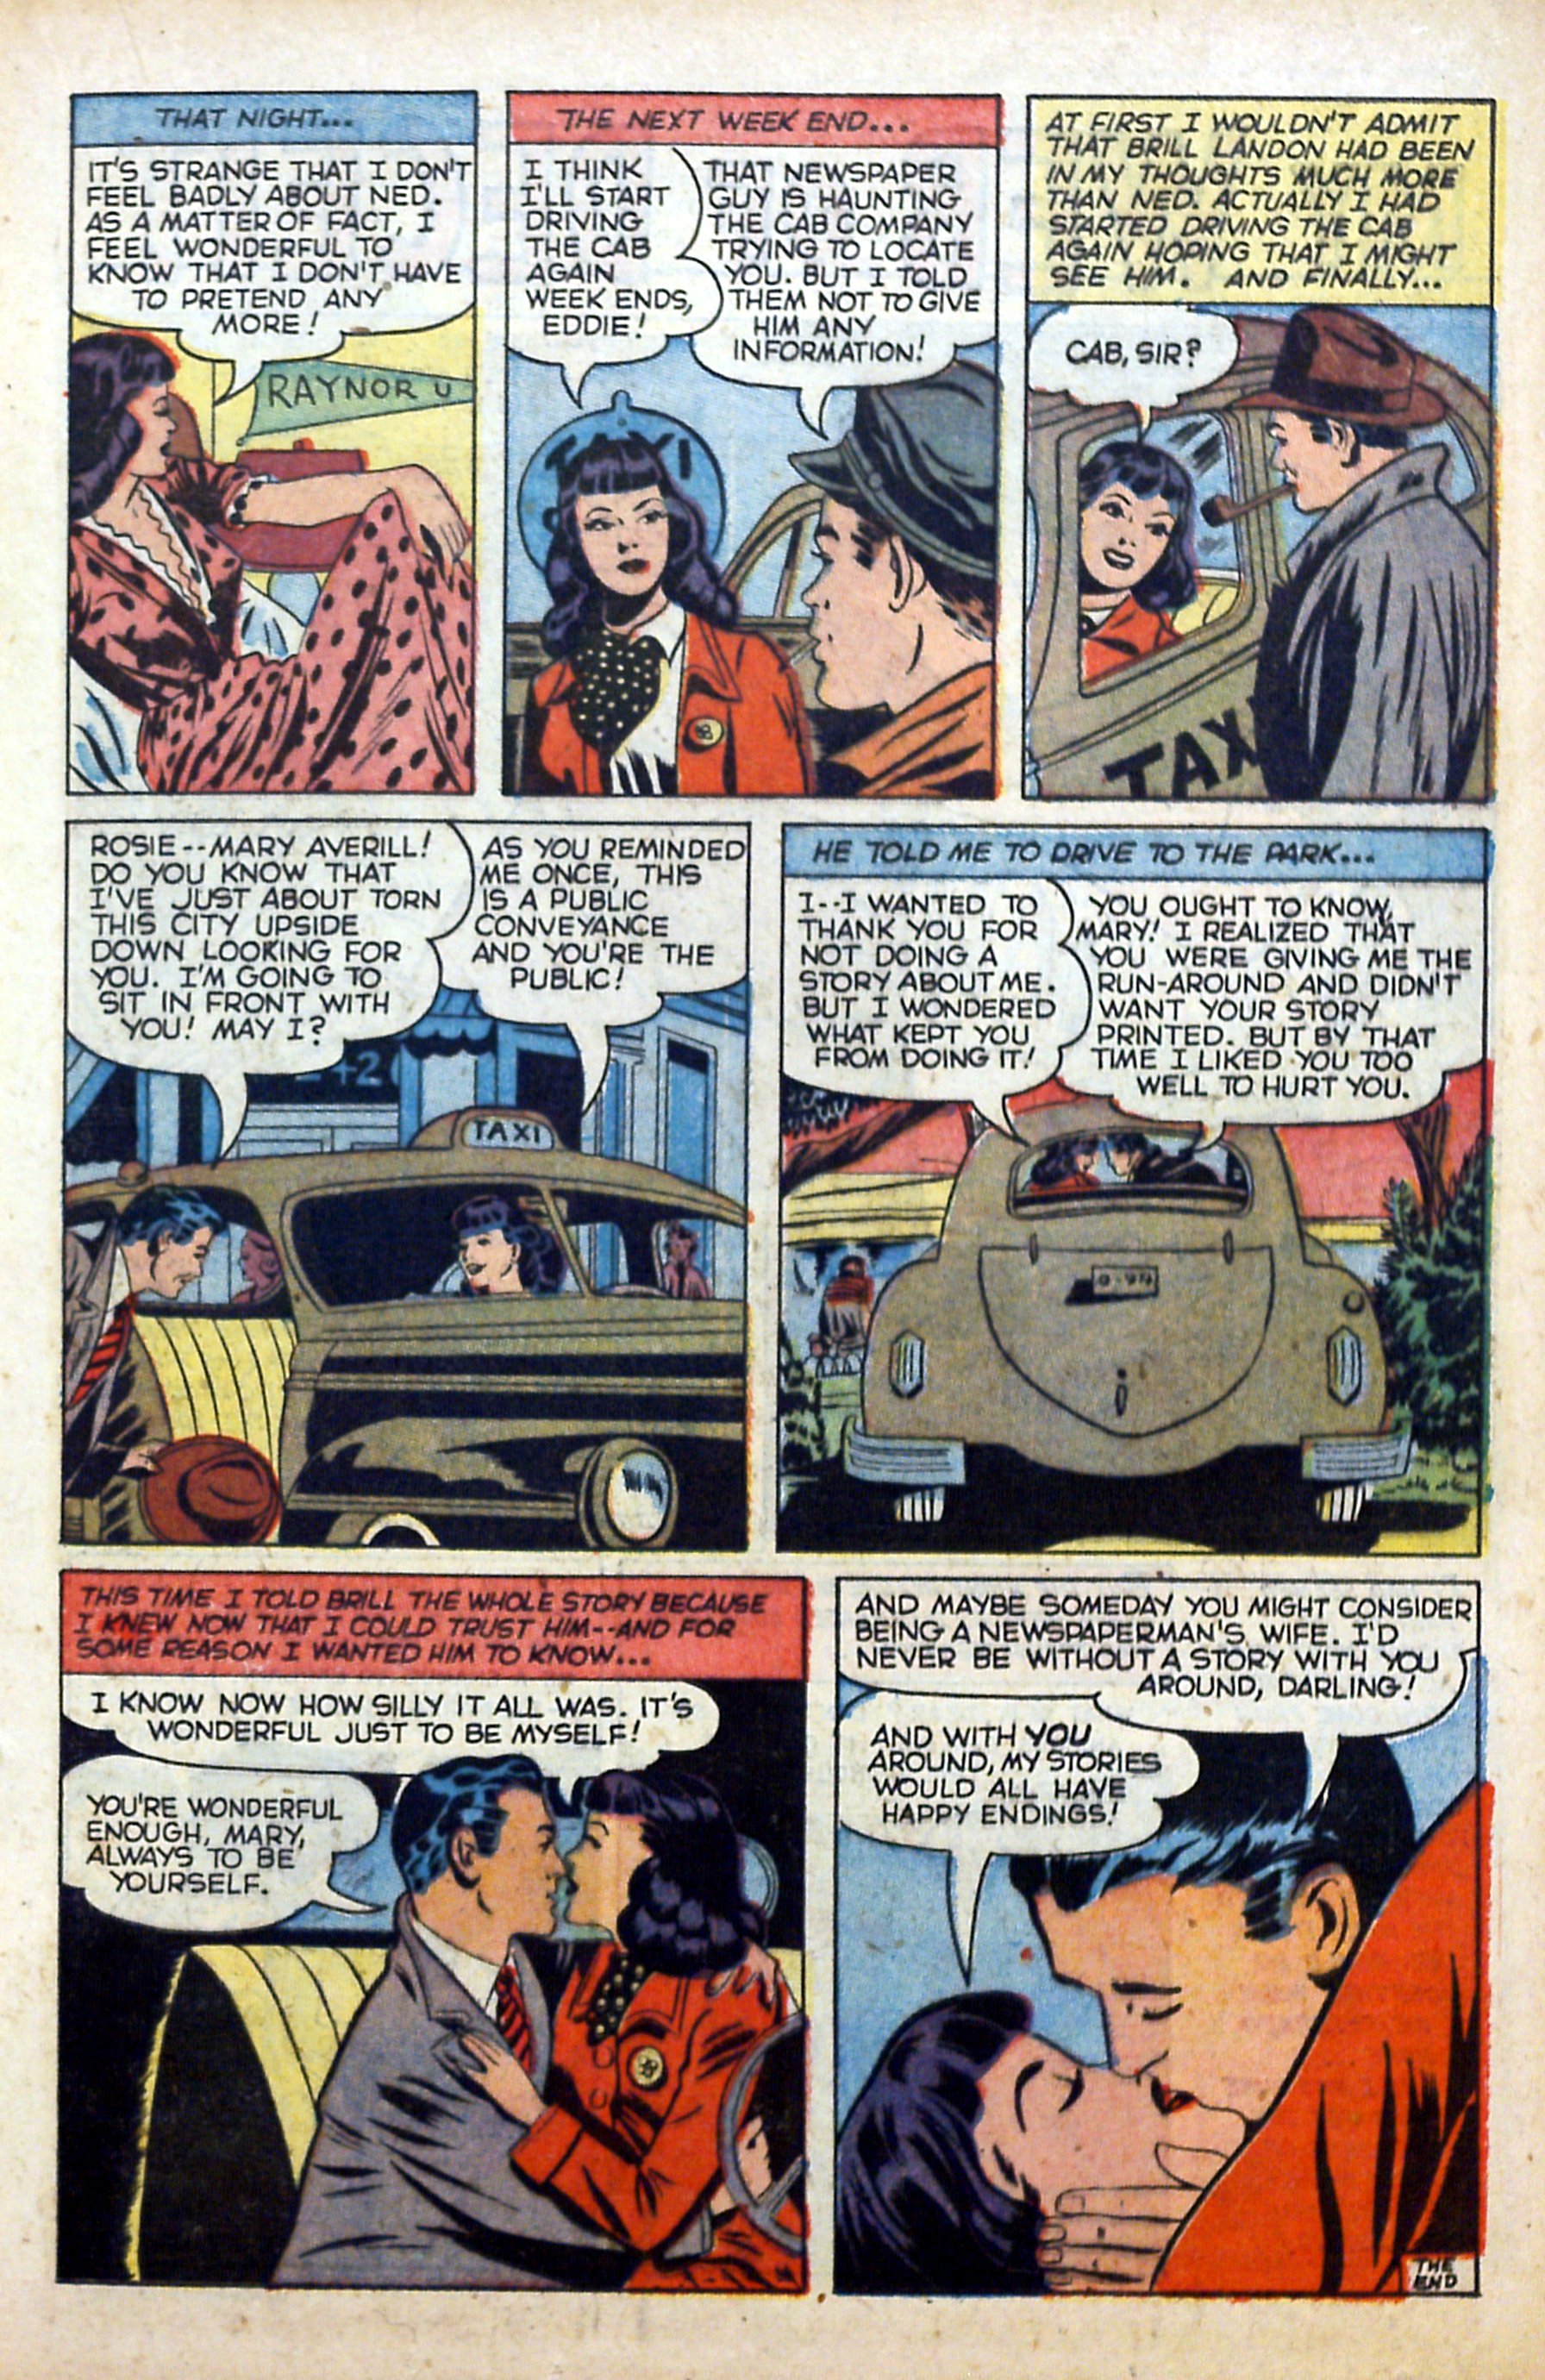 THAT NIGHT...
IT'S STRANGE THAT I DON'T
FEEL BADLY ABOUT NED.
AS A MATTER OF FACT, I
FEEL WONDERFUL TO
KNOW THAT I DON'T HAVE
TO PRETEND ANY
MORE!
RAYNOR U
THE NEXT WEEK END...
I THINK
I'LL START
DRIVING
THE CAB
AGAIN
WEEK ENDS,
EDDIE!
THAT NEWSPAPER
GUY IS HAUNTING
THE CAB COMPANY
TRYING TO LOCATE
YOU. BUT I TOLD
THEM NOT TO GIVE
HIM ANY
INFORMATION!
TAXI
AT FIRST I WOULDN'T ADMIT
THAT BRILL LANDON HAD BEEN
IN MY THOUGHTS MUCH MORE
THAN NED. ACTUALLY I HAD
STARTED DRIVING THE CAB
AGAIN HOPING THAT I MIGHT
SEE HIM. AND FINALLY...
CAB, SIR?
TAXI
ROSIE--MARY AVERILL!
DO YOU KNOW THAT
I'VE JUST ABOUT TORN
THIS CITY UPSIDE
DOWN LOOKING FOR
YOU. I'M GOING TO
SIT IN FRONT WITH
YOU! MAY I?
AS YOU REMINDED
ME ONCE, THIS
IS A PUBLIC
CONVEYANCE
AND YOU'RE THE
PUBLIC!
TAXI
HE TOLD ME TO DRIVE TO THE PARK...
I--I WANTED TO
THANK YOU FOR
NOT DOING A
STORY ABOUT ME.
BUT I WONDERED
WHAT KEPT YOU
FROM DOING IT!
YOU OUGHT TO KNOW,
MARY! I REALIZED THAT
YOU WERE GIVING ME THE
RUN-AROUND AND DIDN'T
WANT YOUR STORY
PRINTED. BUT BY THAT
TIME I LIKED YOU TOO
WELL TO HURT YOU.
THIS TIME I TOLD BRILL THE WHOLE STORY BECAUSE
I KNEW NOW THAT I COULD TRUST HIM--AND FOR
SOME REASON I WANTED HIM TO KNOW...
I KNOW NOW HOW SILLY IT ALL WAS. IT'S
WONDERFUL JUST TO BE MYSELF!
YOU'RE WONDERFUL
ENOUGH, MARY,
ALWAYS TO BE
YOURSELF.
AND MAYBE SOMEDAY YOU MIGHT CONSIDER
BEING A NEWSPAPERMAN'S WIFE. I'D
NEVER BE WITHOUT A STORY WITH YOU
AROUND, DARLING!
AND WITH YOU
AROUND, MY STORIES
WOULD ALL HAVE
HAPPY ENDINGS!
THE
END